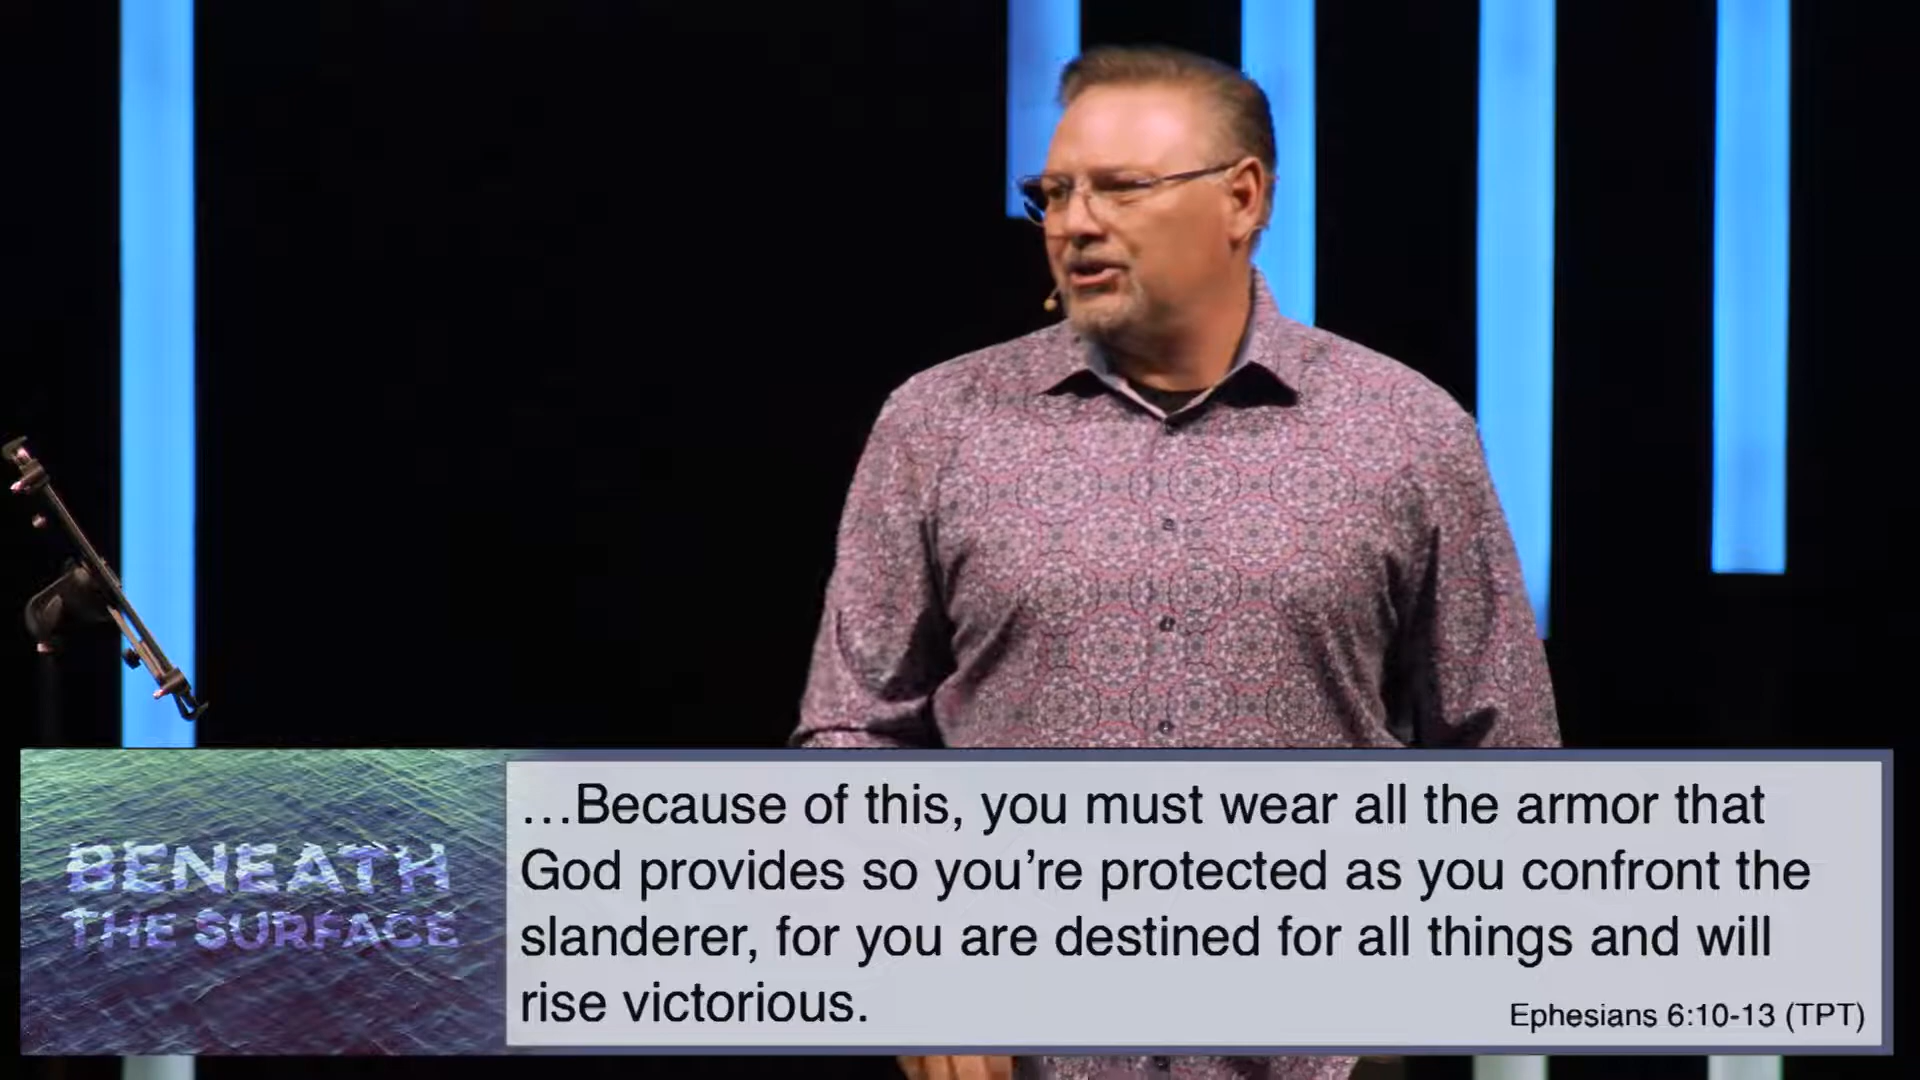 BENEATH
THE SURFACE
…Because of this, you must wear all the armor that
God provides so you’re protected as you confront the
slanderer, for you are destined for all things and will
rise victorious.
Ephesians 6:10-13 (TPT)